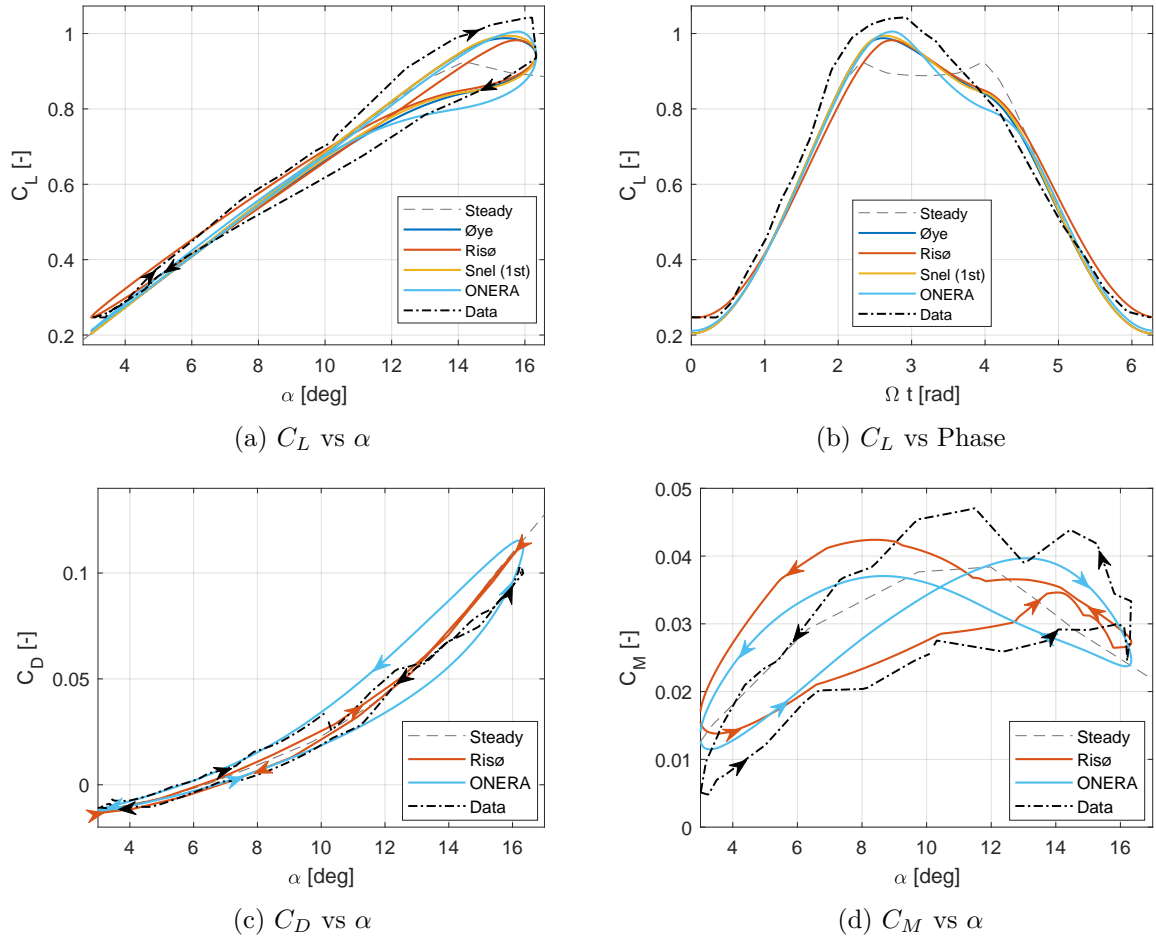 1
0.8
0.6
0.4
0.2
C_L [-]
4 6 8 10 12 14 16
α [deg]
Steady
Øye
Risø
Snel (1st)
ONERA
Data
(a) C_L vs α
1
0.8
0.6
0.4
0.2
C_L [-]
0 1 2 3 4 5 6
Ω t [rad]
Steady
Øye
Risø
Snel (1st)
ONERA
Data
(b) C_L vs Phase
0.1
0.05
0
C_D [-]
4 6 8 10 12 14 16
α [deg]
Steady
Risø
ONERA
Data
(c) C_D vs α
0.05
0.04
0.03
0.02
0.01
0
C_M [-]
4 6 8 10 12 14 16
α [deg]
Steady
Risø
ONERA
Data
(d) C_M vs α